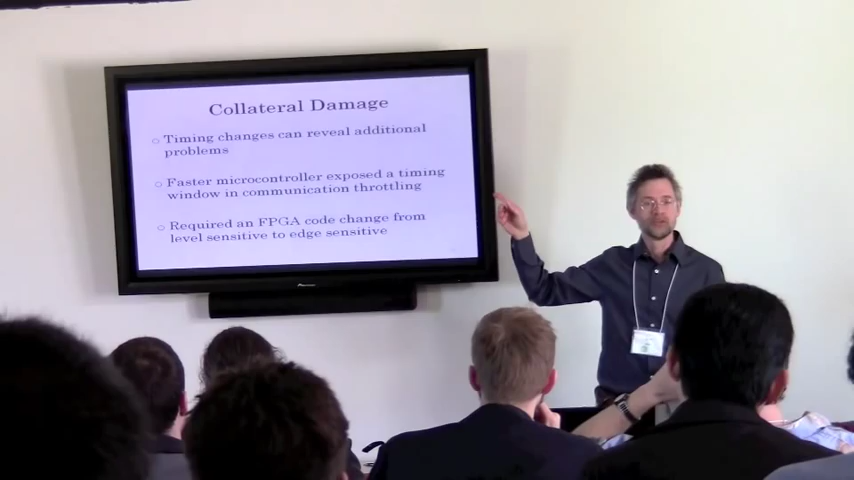 Collateral Damage
Timing changes can reveal additional
problems
Faster microcontroller exposed a timing
window in communication throttling
Required an FPGA code change from
level sensitive to edge sensitive